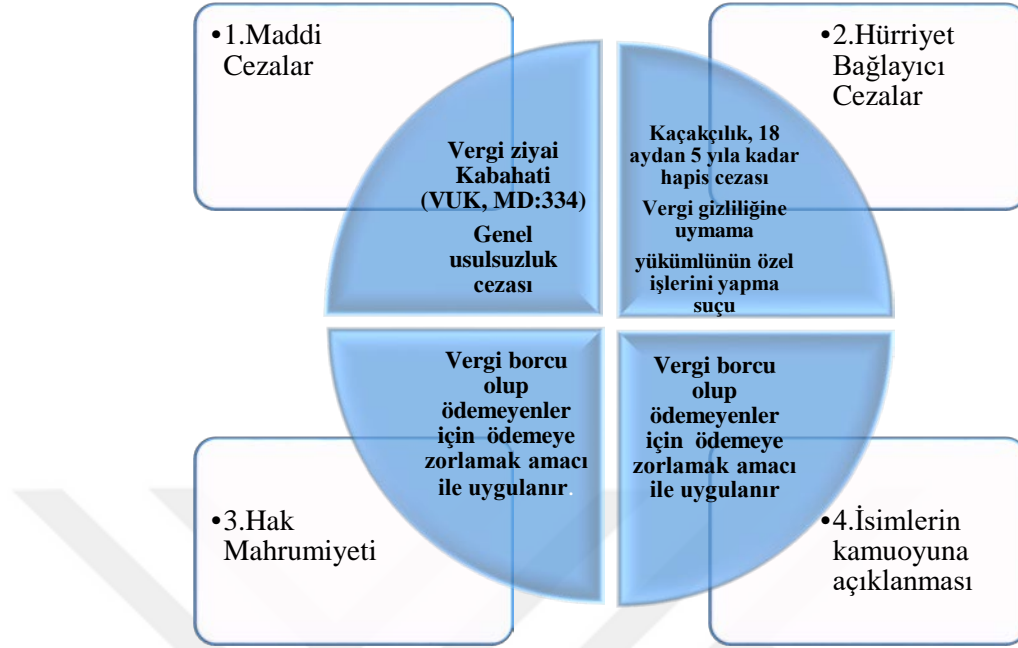 •1.Maddi
Cezalar
Vergi ziyai
Kabahati
(VUK, MD:334)
Genel
usulsuzluk
cezası
•2.Hürriyet
Bağlayıcı
Cezalar
Kaçakçılık, 18
aydan 5 yıla kadar
hapis cezası
Vergi gizliliğine
uymama
yükümlünün özel
işlerini yapma
suçu
•3.Hak
Mahrumiyeti
Vergi borcu
olup
ödemeyenler
için ödemeye
zorlamak amacı
ile uygulanır.
•4.İsimlerin
kamuoyuna
açıklanması
Vergi borcu
olup
ödemeyenler
için ödemeye
zorlamak amacı
ile uygulanır